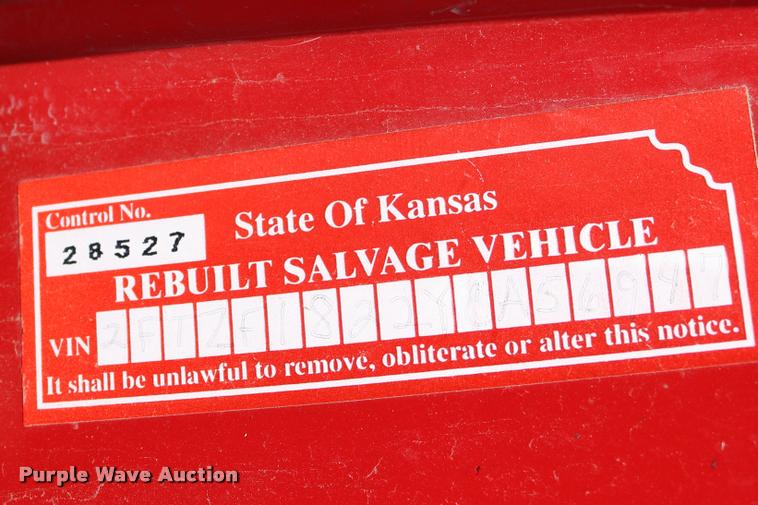 Control No.
28527
State Of Kansas
REBUILT SALVAGE VEHICLE
VIN
It shall be unlawful to remove, obliterate or alter this notice.
Purple Wave Auction